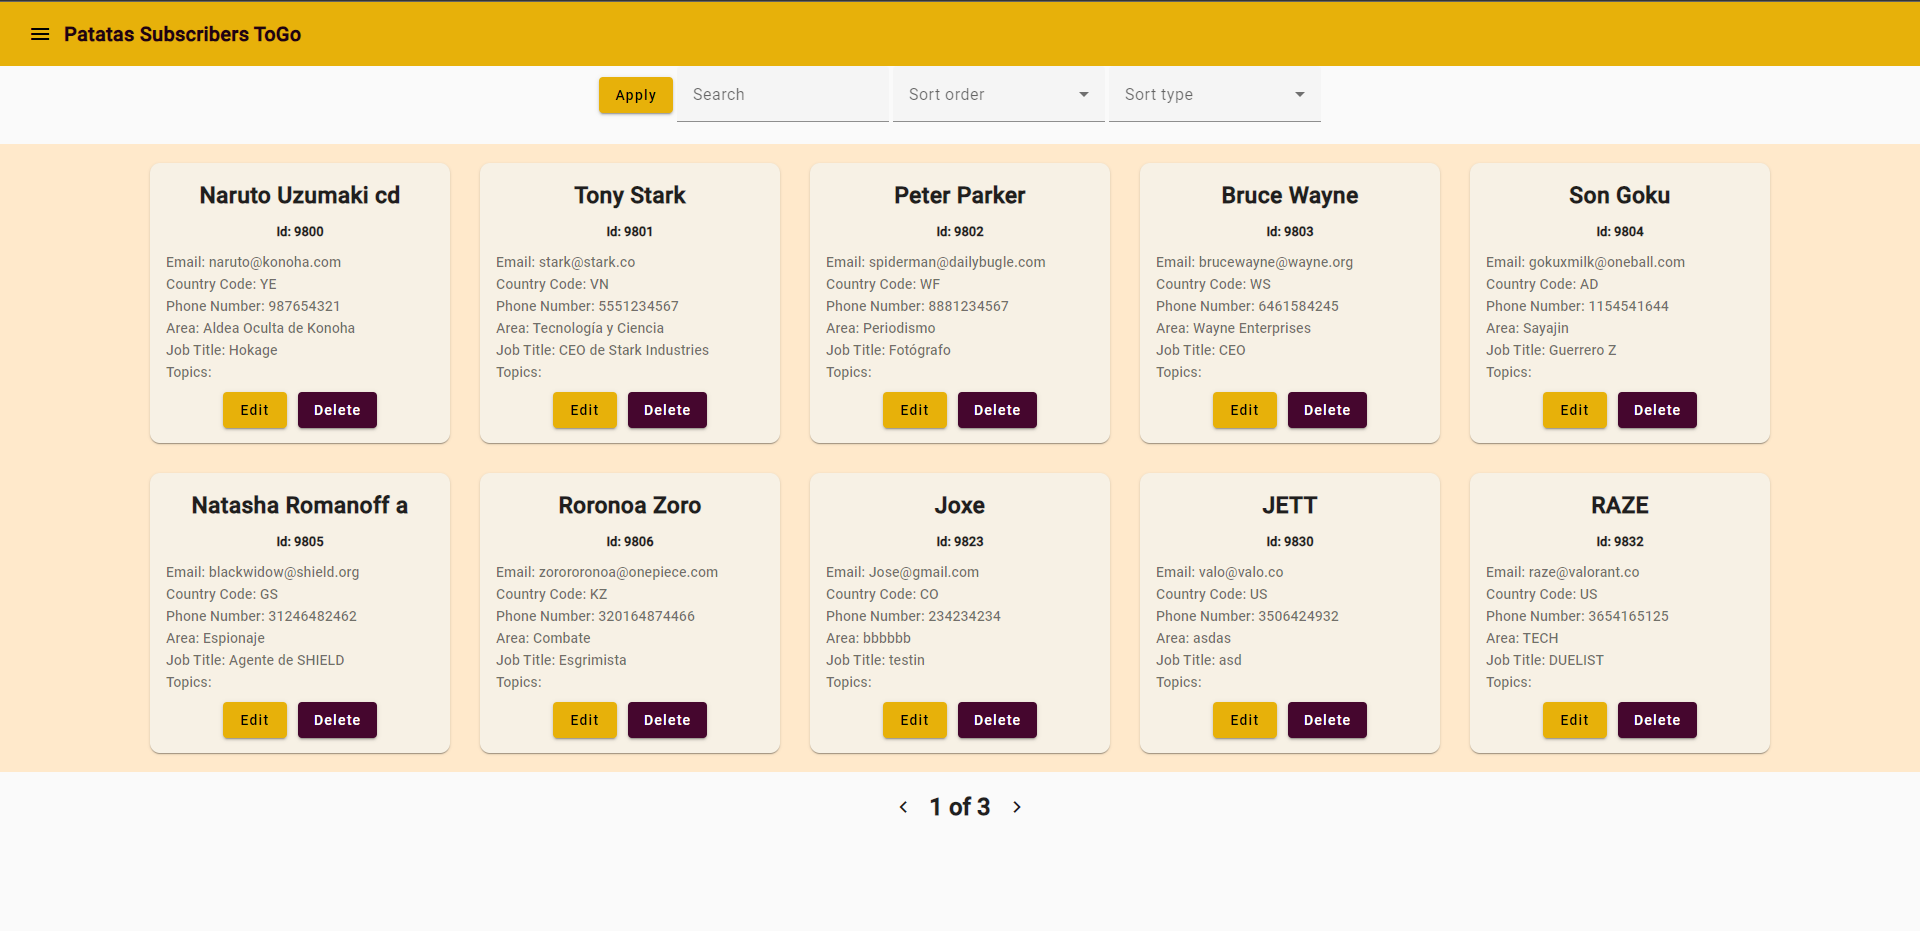 Patatas Subscribers ToGo
Apply
Search
Sort order
Sort type
Naruto Uzumaki cd
Id: 9800
Email: naruto@konoha.com
Country Code: YE
Phone Number: 987654321
Area: Aldea Oculta de Konoha
Job Title: Hokage
Topics:
Edit
Delete
Tony Stark
Id: 9801
Email: stark@stark.co
Country Code: VN
Phone Number: 5551234567
Area: Tecnología y Ciencia
Job Title: CEO de Stark Industries
Topics:
Edit
Delete
Peter Parker
Id: 9802
Email: spiderman@dailybugle.com
Country Code: WF
Phone Number: 8881234567
Area: Periodismo
Job Title: Fotógrafo
Topics:
Edit
Delete
Bruce Wayne
Id: 9803
Email: brucewayne@wayne.org
Country Code: WS
Phone Number: 6461584245
Area: Wayne Enterprises
Job Title: CEO
Topics:
Edit
Delete
Son Goku
Id: 9804
Email: gokuxmilk@oneball.com
Country Code: AD
Phone Number: 1154541644
Area: Sayajin
Job Title: Guerrero Z
Topics:
Edit
Delete
Natasha Romanoff a
Id: 9805
Email: blackwidow@shield.org
Country Code: GS
Phone Number: 31246482462
Area: Espionaje
Job Title: Agente de SHIELD
Topics:
Edit
Delete
Roronoa Zoro
Id: 9806
Email: zorororonoa@onepiece.com
Country Code: KZ
Phone Number: 320164874466
Area: Combate
Job Title: Esgrimista
Topics:
Edit
Delete
Joxe
Id: 9823
Email: Jose@gmail.com
Country Code: CO
Phone Number: 234234234
Area: bbbbbb
Job Title: testin
Topics:
Edit
Delete
JETT
Id: 9830
Email: valo@valo.co
Country Code: US
Phone Number: 3506424932
Area: asdas
Job Title: asd
Topics:
Edit
Delete
RAZE
Id: 9832
Email: raze@valorant.co
Country Code: US
Phone Number: 3654165125
Area: TECH
Job Title: DUELIST
Topics:
Edit
Delete
1 of 3